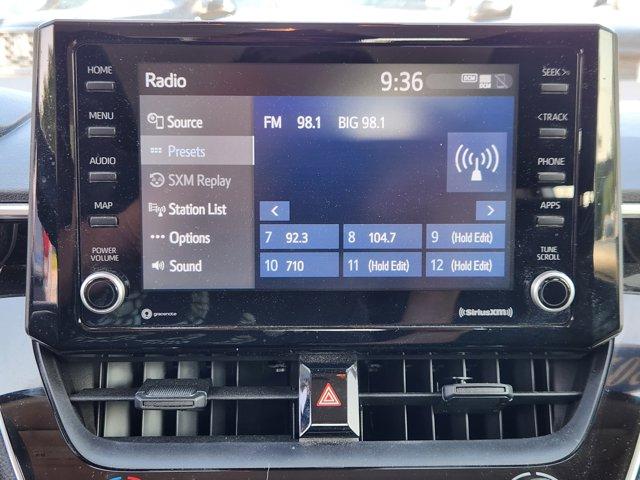 HOME
MENU
AUDIO
MAP
POWER
VOLUME
Radio
9:36
DCM
DCM
Source
Presets
SXM Replay
Station List
Options
Sound
FM 98.1 BIG 98.1
7 92.3
8 104.7
9 (Hold Edit)
10 710
11 (Hold Edit)
12 (Hold Edit)
SEEK >
< TRACK
PHONE
APPS
TUNE
SCROLL
gracenote
((SiriusXM))